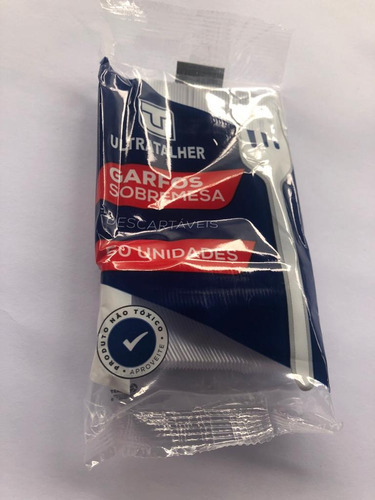 ULTRATALHER
GARFOS
SOBREMESA
DESCARTÁVEIS
50 UNIDADES
PRODUTO NÃO TÓXICO
• APROVEITE •